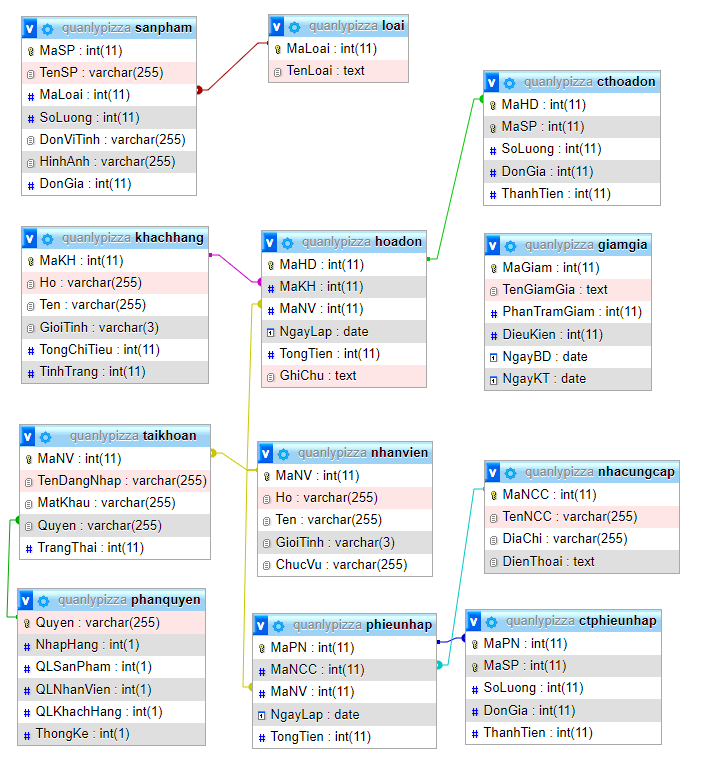 quanlypizza sanpham
MaSP : int(11)
TenSP : varchar(255)
MaLoai : int(11)
SoLuong : int(11)
DonViTinh : varchar(255)
HinhAnh : varchar(255)
DonGia : int(11)
quanlypizza loai
MaLoai : int(11)
TenLoai : text
quanlypizza cthoadon
MaHD : int(11)
MaSP : int(11)
SoLuong : int(11)
DonGia : int(11)
ThanhTien : int(11)
quanlypizza khachhang
MaKH : int(11)
Ho : varchar(255)
Ten : varchar(255)
GioiTinh : varchar(3)
TongChiTieu : int(11)
TinhTrang : int(11)
quanlypizza hoadon
MaHD : int(11)
MaKH : int(11)
MaNV : int(11)
NgayLap : date
TongTien : int(11)
GhiChu : text
quanlypizza giamgia
MaGiam : int(11)
TenGiamGia : text
PhanTramGiam : int(11)
DieuKien : int(11)
NgayBD : date
NgayKT : date
quanlypizza taikhoan
MaNV : int(11)
TenDangNhap : varchar(255)
MatKhau : varchar(255)
Quyen : varchar(255)
TrangThai : int(11)
quanlypizza nhanvien
MaNV : int(11)
Ho : varchar(255)
Ten : varchar(255)
GioiTinh : varchar(3)
ChucVu : varchar(255)
quanlypizza nhacungcap
MaNCC : int(11)
TenNCC : varchar(255)
DiaChi : varchar(255)
DienThoai : text
quanlypizza phanquyen
Quyen : varchar(255)
NhapHang : int(1)
QLSanPham : int(1)
QLNhanVien : int(1)
QLKhachHang : int(1)
ThongKe : int(1)
quanlypizza phieunhap
MaPN : int(11)
MaNCC : int(11)
MaNV : int(11)
NgayLap : date
TongTien : int(11)
quanlypizza ctphieunhap
MaPN : int(11)
MaSP : int(11)
SoLuong : int(11)
DonGia : int(11)
ThanhTien : int(11)